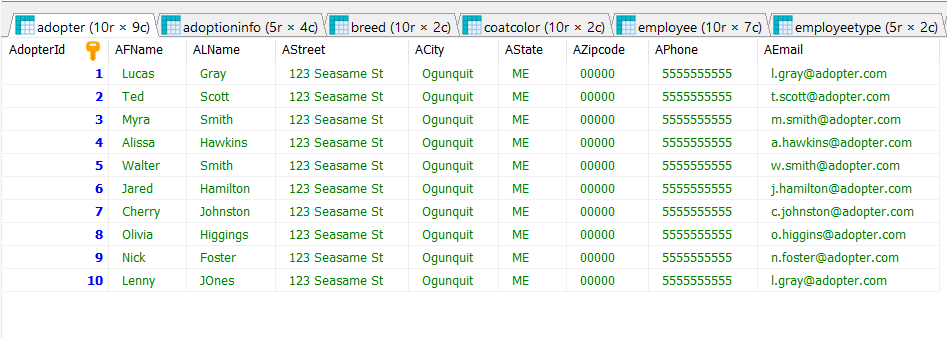 adopter (10r × 9c) adoptioninfo (5r × 4c) breed (10r × 2c) coatcolor (10r × 2c) employee (10r × 7c) employeetype (5r × 2c)
AdopterId AFName ALName AStreet ACity AState AZipcode APhone AEmail
1 Lucas Gray 123 Seasame St Ogunquit ME 00000 5555555555 l.gray@adopter.com
2 Ted Scott 123 Seasame St Ogunquit ME 00000 5555555555 t.scott@adopter.com
3 Myra Smith 123 Seasame St Ogunquit ME 00000 5555555555 m.smith@adopter.com
4 Alissa Hawkins 123 Seasame St Ogunquit ME 00000 5555555555 a.hawkins@adopter.com
5 Walter Smith 123 Seasame St Ogunquit ME 00000 5555555555 w.smith@adopter.com
6 Jared Hamilton 123 Seasame St Ogunquit ME 00000 5555555555 j.hamilton@adopter.com
7 Cherry Johnston 123 Seasame St Ogunquit ME 00000 5555555555 c.johnston@adopter.com
8 Olivia Higgings 123 Seasame St Ogunquit ME 00000 5555555555 o.higgins@adopter.com
9 Nick Foster 123 Seasame St Ogunquit ME 00000 5555555555 n.foster@adopter.com
10 Lenny JOnes 123 Seasame St Ogunquit ME 00000 5555555555 l.gray@adopter.com